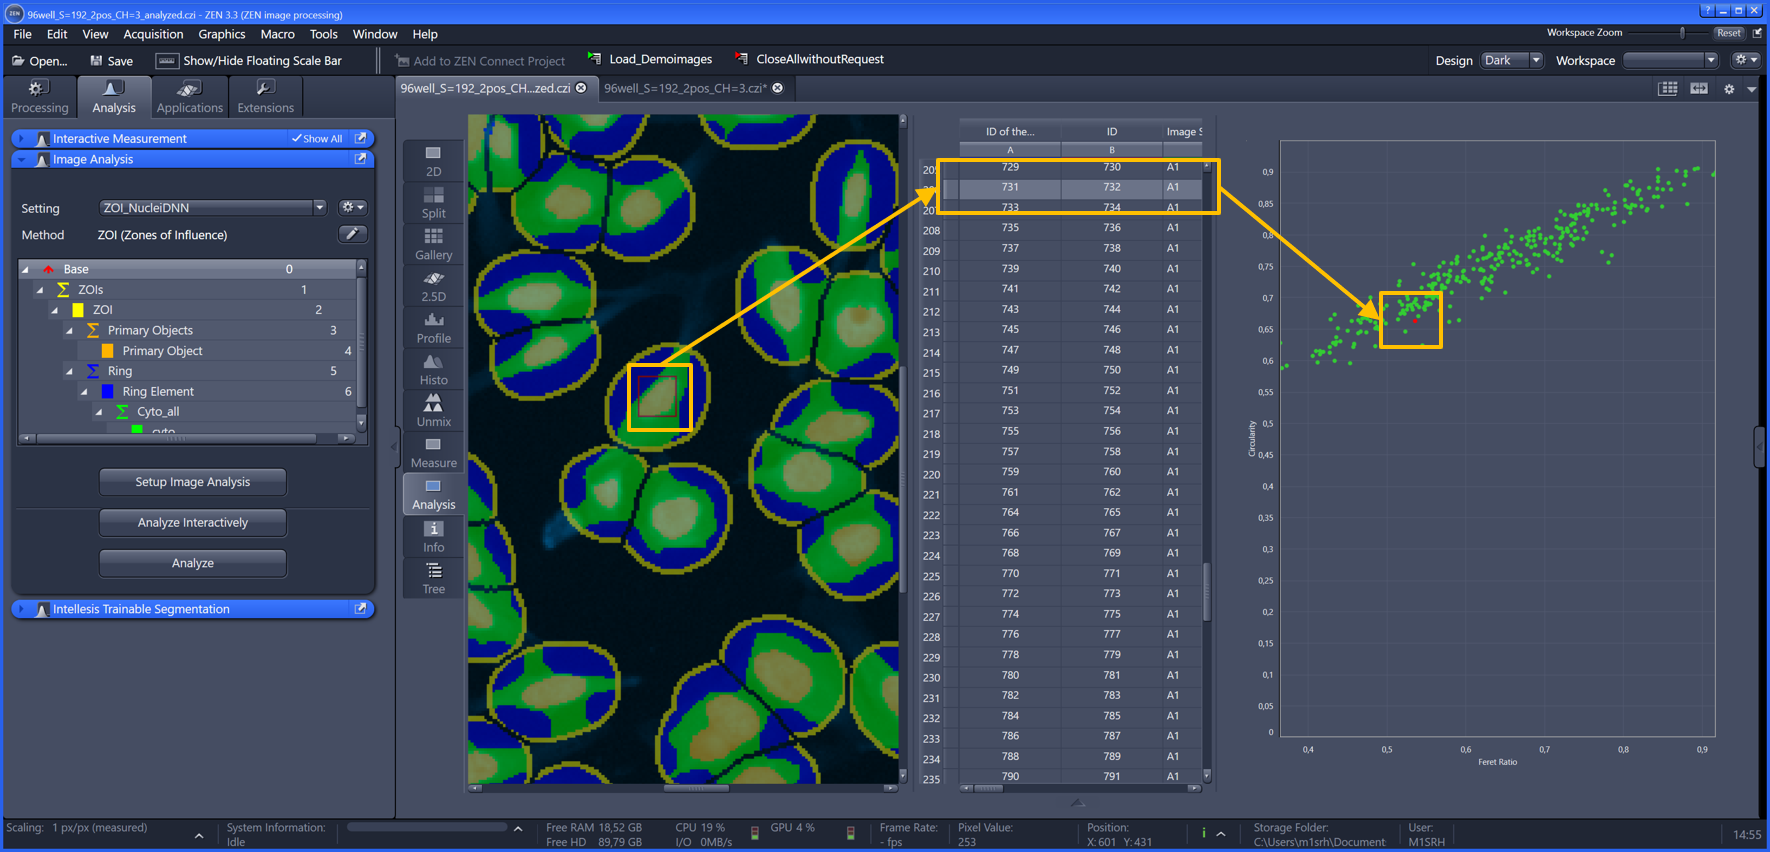 ZEN 96well_S=192_2pos_CH=3_analyzed.czi - ZEN 3.3 (ZEN image processing)
File Edit View Acquisition Graphics Macro Tools Window Help
Workspace Zoom Reset
Open... Save Show/Hide Floating Scale Bar Add to ZEN Connect Project Load_Demoimages CloseAllwithoutRequest
Design Dark Workspace
Processing Analysis Applications Extensions
96well_S=192_2pos_CH...zed.czi 96well_S=192_2pos_CH=3.czi*
Interactive Measurement Show All
Image Analysis
Setting ZOI_NucleiDNN
Method ZOI (Zones of Influence)
Base 0
ZOIs 1
ZOI 2
Primary Objects 3
Primary Object 4
Ring 5
Ring Element 6
Cyto_all
cyto
Setup Image Analysis
Analyze Interactively
Analyze
Intellesis Trainable Segmentation
2D
Split
Gallery
2.5D
Profile
Histo
Unmix
Measure
Analysis
Info
Tree
ID of the... ID Image S
A B
729 730 A1
731 732 A1
207 733 734 A1
208 735 736 A1
209 737 738 A1
210 739 740 A1
211 741 742 A1
212 743 744 A1
213 745 746 A1
214 747 748 A1
215 749 750 A1
216 751 752 A1
217 753 754 A1
218 755 756 A1
219 757 758 A1
220 759 760 A1
221 761 762 A1
222 764 765 A1
223 766 767 A1
224 768 769 A1
225 770 771 A1
226 772 773 A1
227 774 775 A1
228 776 777 A1
229 778 779 A1
230 780 781 A1
231 782 783 A1
232 784 785 A1
233 786 787 A1
234 788 789 A1
235 790 791 A1
0,9
0,85
0,8
0,75
0,7
0,65
0,6
0,55
0,5
0,45
0,4
0,35
0,3
0,25
0,2
0,15
0,1
0,05
0
Circularity
0,4 0,5 0,6 0,7 0,8 0,9
Feret Ratio
Scaling: 1 px/px (measured)
System Information:
Idle
Free RAM 18,52 GB
Free HD 89,79 GB
CPU 19 %
I/O 0MB/s
GPU 4 %
Frame Rate:
- fps
Pixel Value:
253
Position:
X: 601 Y: 431
i
Storage Folder:
C:\Users\m1srh\Document
User:
M1SRH
14:55